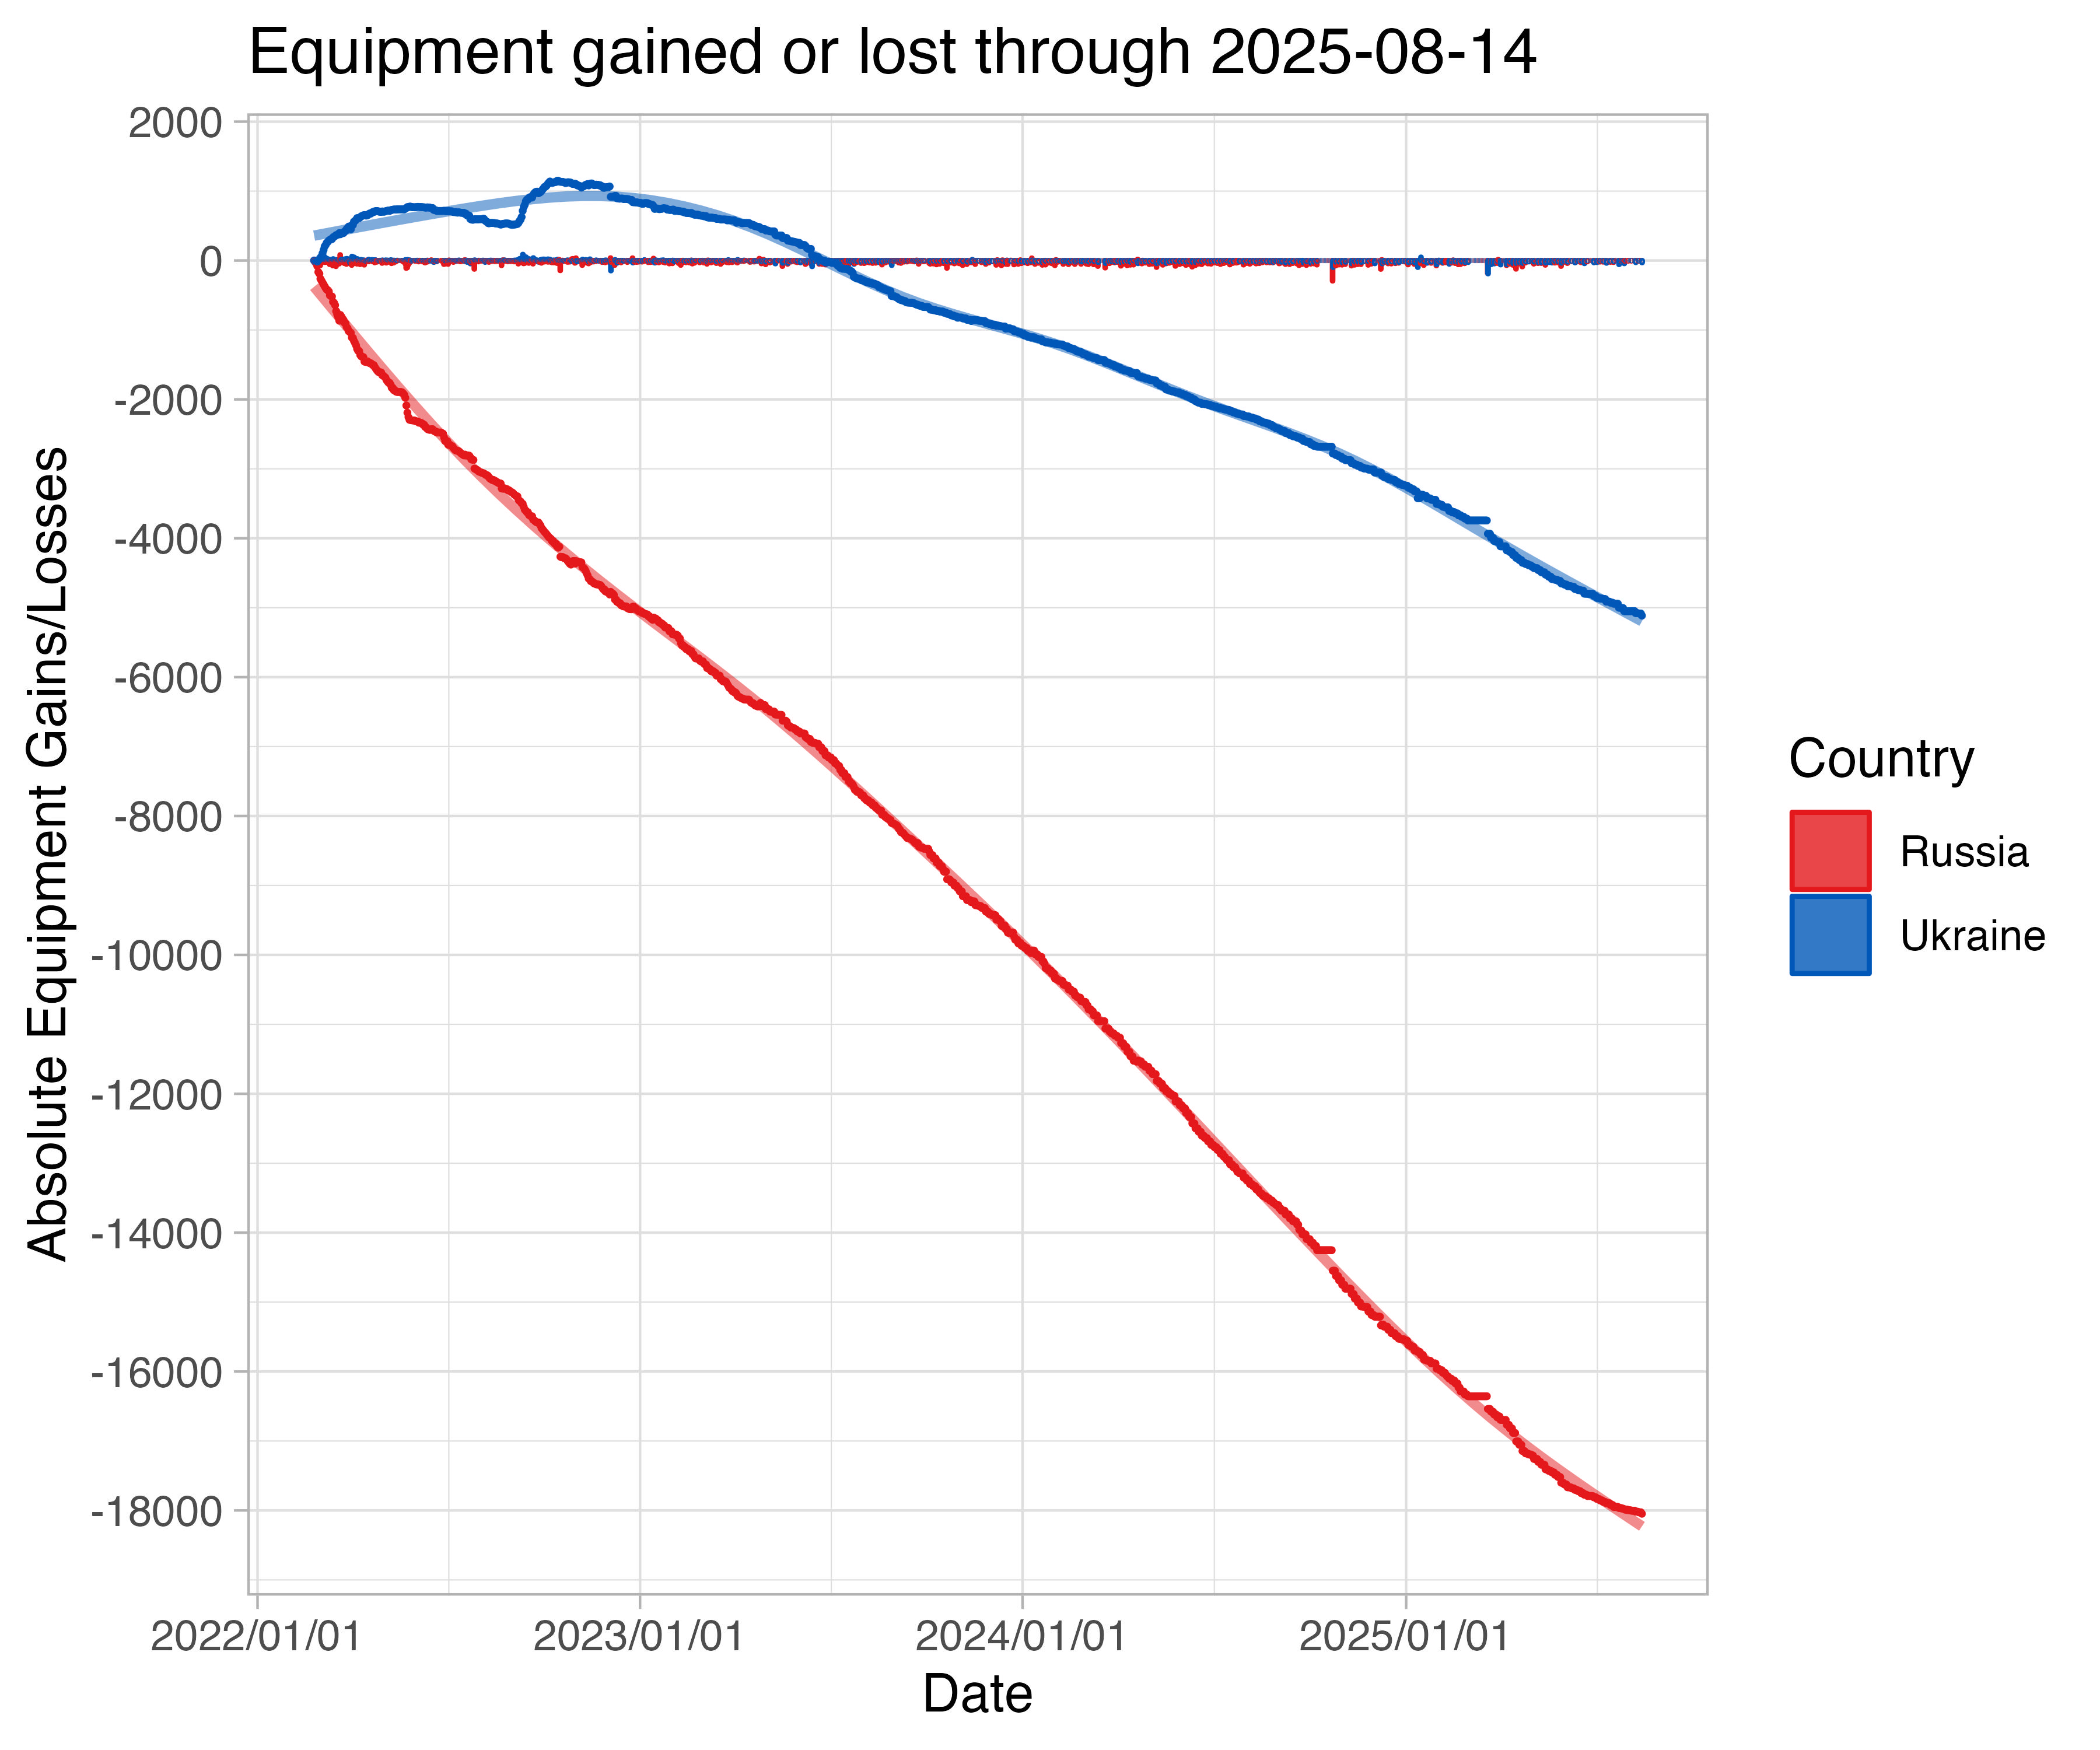 Equipment gained or lost through 2025-08-14
Absolute Equipment Gains/Losses
2000
0
-2000
-4000
-6000
-8000
-10000
-12000
-14000
-16000
-18000
2022/01/01
2023/01/01
2024/01/01
2025/01/01
Date
Country
Russia
Ukraine